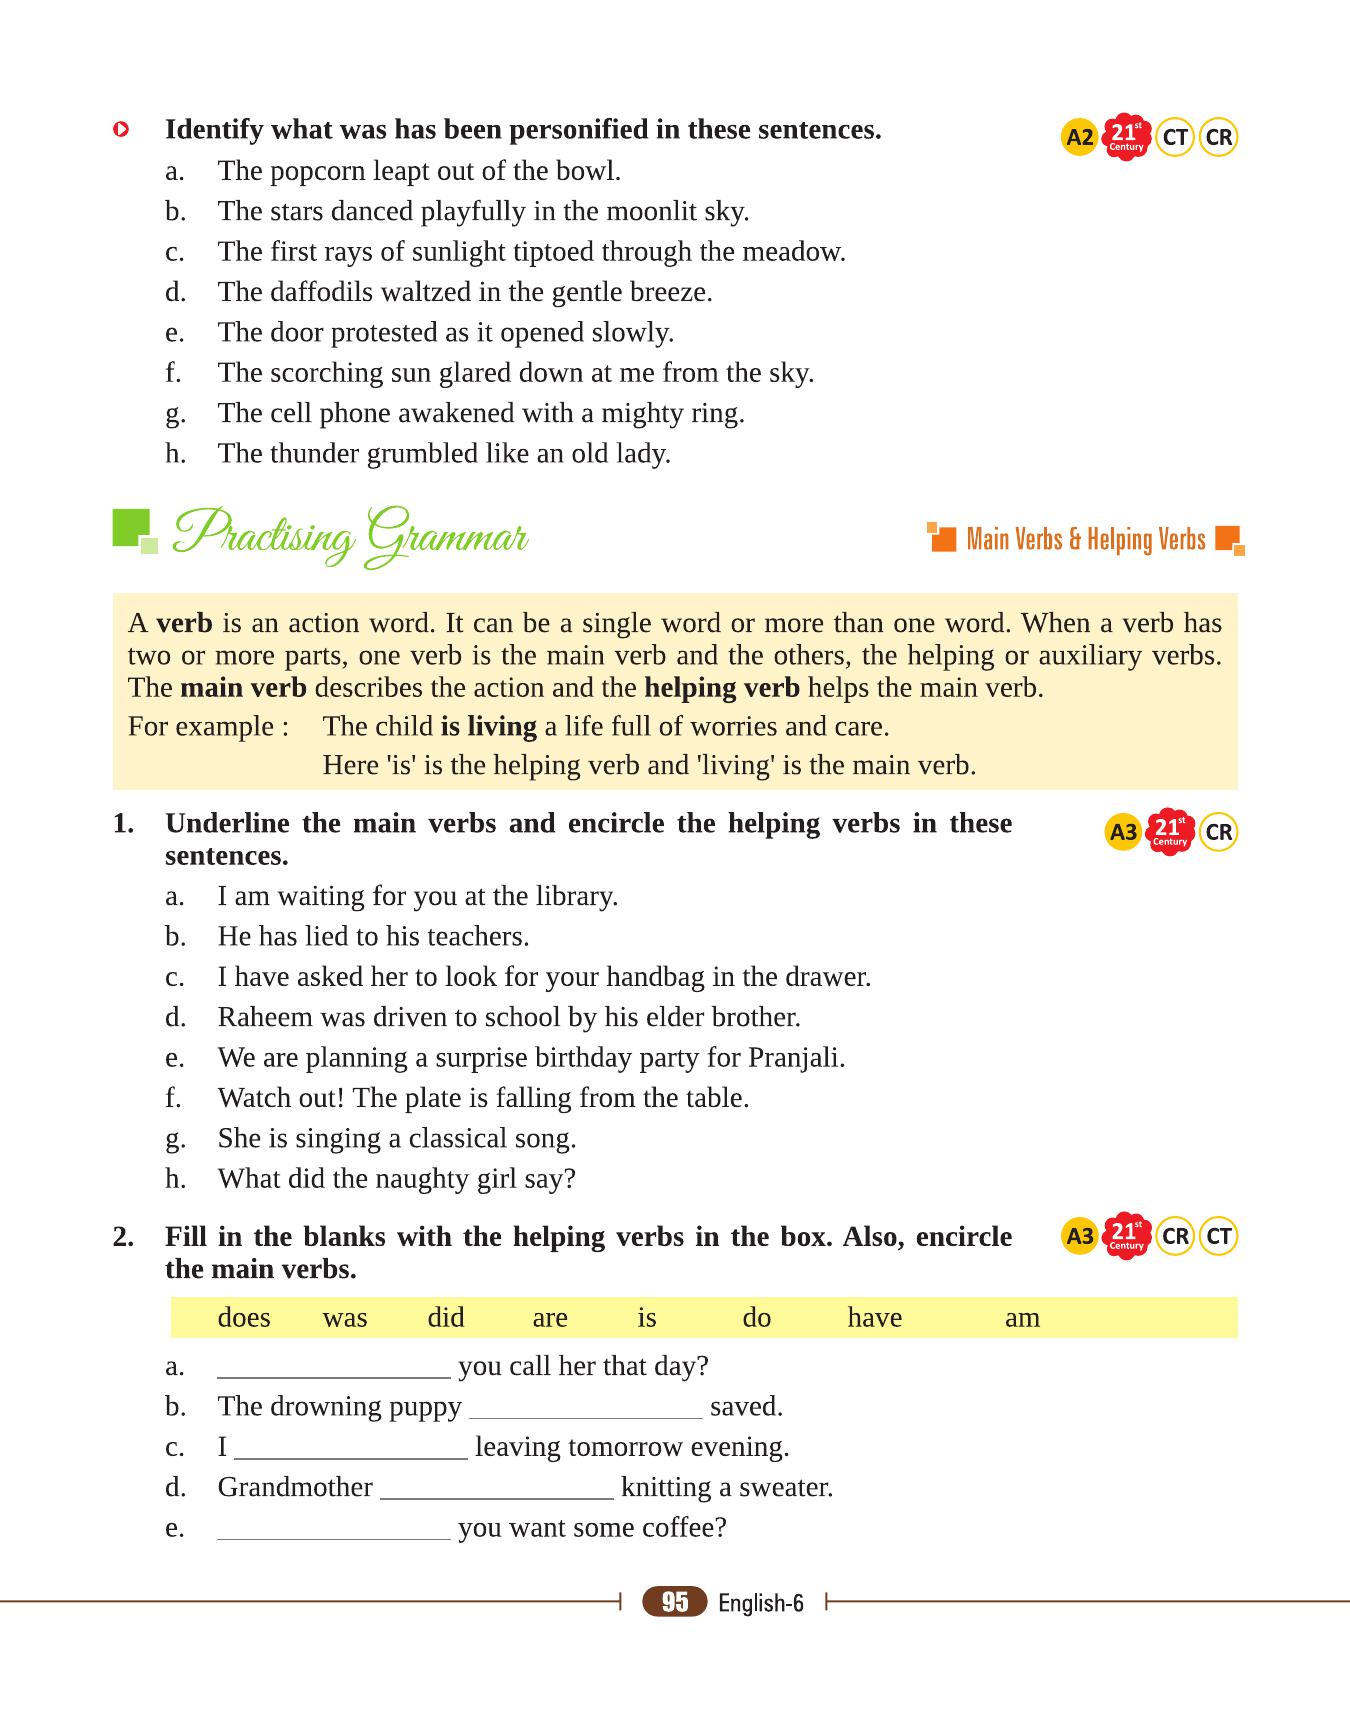 Identify what was has been personified in these sentences.
A2 21st Century CT CR
a. The popcorn leapt out of the bowl.
b. The stars danced playfully in the moonlit sky.
c. The first rays of sunlight tiptoed through the meadow.
d. The daffodils waltzed in the gentle breeze.
e. The door protested as it opened slowly.
f. The scorching sun glared down at me from the sky.
g. The cell phone awakened with a mighty ring.
h. The thunder grumbled like an old lady.
Practising Grammar
Main Verbs & Helping Verbs
A verb is an action word. It can be a single word or more than one word. When a verb has
two or more parts, one verb is the main verb and the others, the helping or auxiliary verbs.
The main verb describes the action and the helping verb helps the main verb.
For example : The child is living a life full of worries and care.
Here 'is' is the helping verb and 'living' is the main verb.
1. Underline the main verbs and encircle the helping verbs in these
sentences.
A3 21st Century CR
a. I am waiting for you at the library.
b. He has lied to his teachers.
c. I have asked her to look for your handbag in the drawer.
d. Raheem was driven to school by his elder brother.
e. We are planning a surprise birthday party for Pranjali.
f. Watch out! The plate is falling from the table.
g. She is singing a classical song.
h. What did the naughty girl say?
2. Fill in the blanks with the helping verbs in the box. Also, encircle
the main verbs.
A3 21st Century CR CT
does was did are is do have am
a. ________________ you call her that day?
b. The drowning puppy ________________ saved.
c. I ________________ leaving tomorrow evening.
d. Grandmother ________________ knitting a sweater.
e. ________________ you want some coffee?
95 English-6